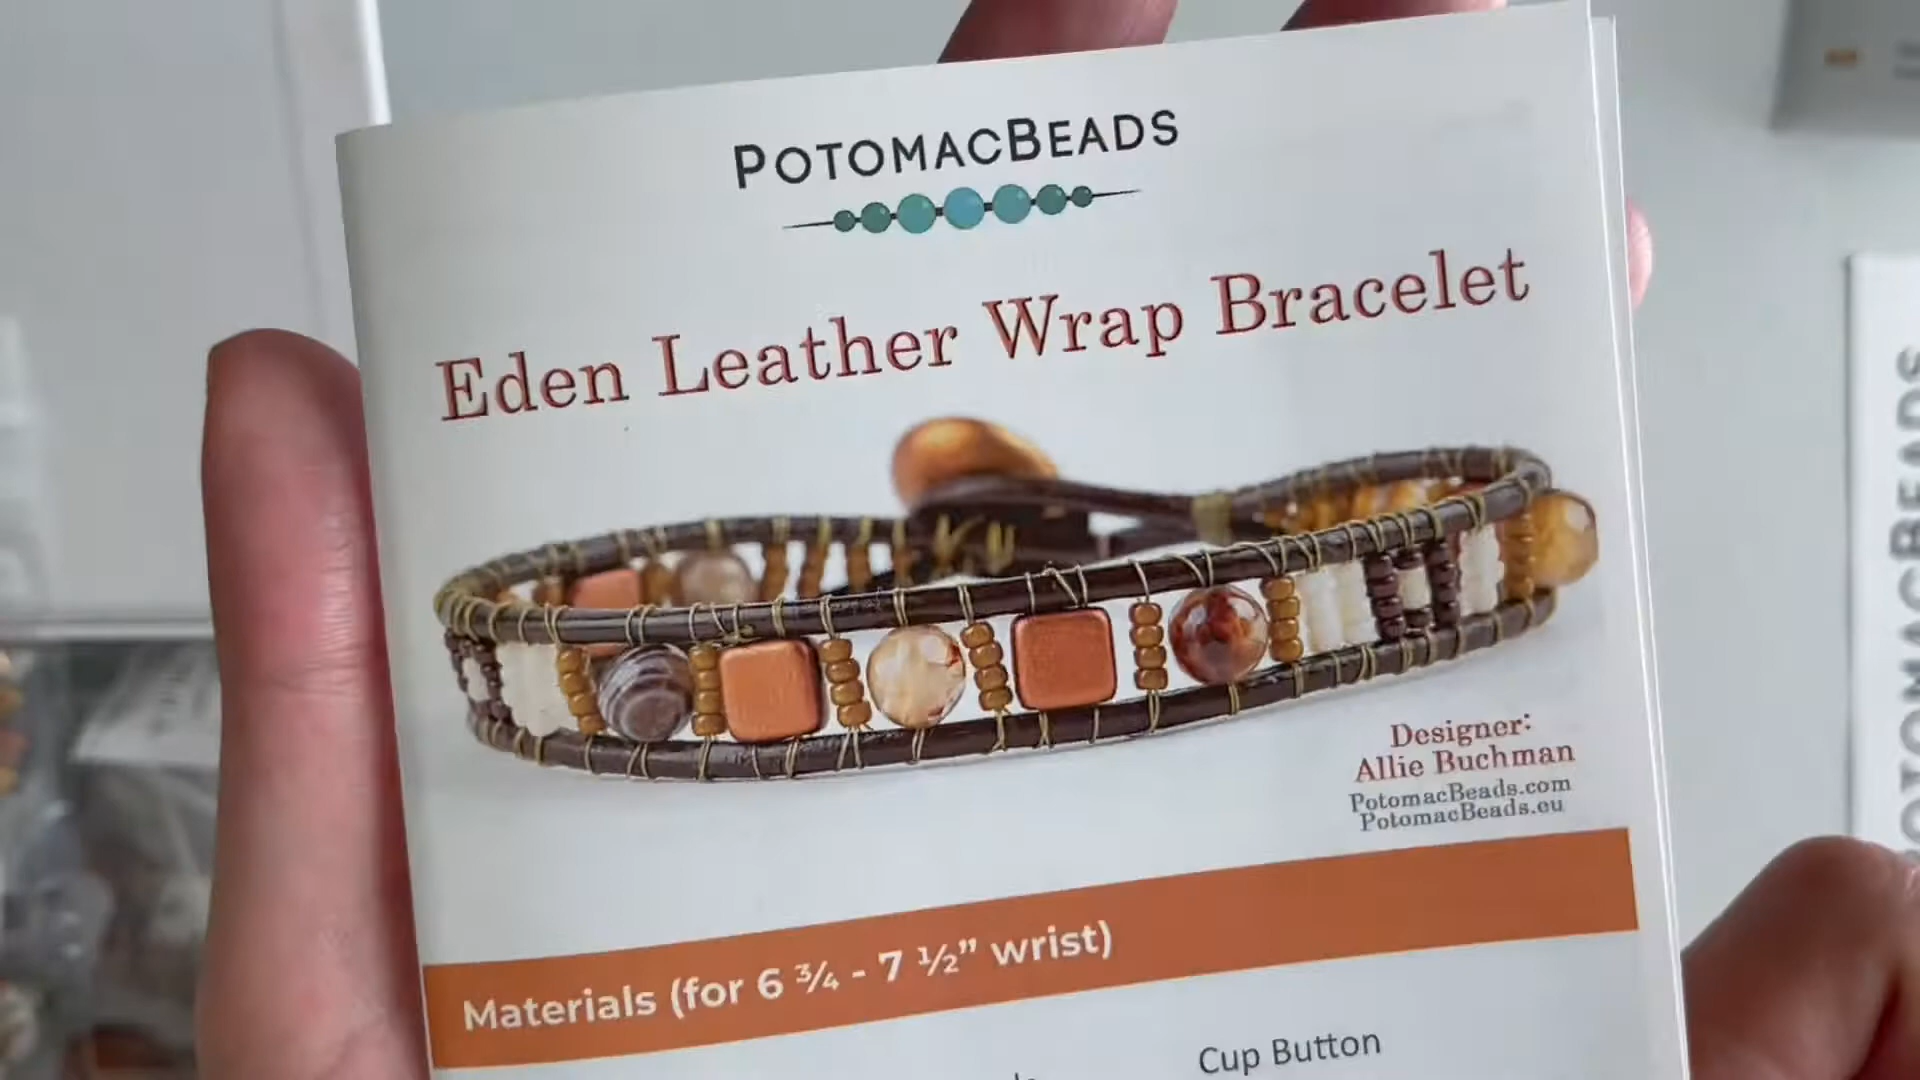 POTOMACBEADS
Eden Leather Wrap Bracelet
Designer:
Allie Buchman
PotomacBeads.com
PotomacBeads.eu
Materials (for 6 ¾ - 7 ½” wrist)
Cup Button
POTOMACBEADS